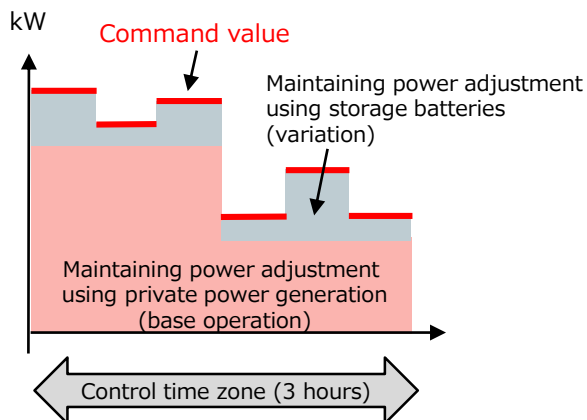 kW
Command value
Maintaining power adjustment
using storage batteries
(variation)
Maintaining power adjustment
using private power generation
(base operation)
Control time zone (3 hours)